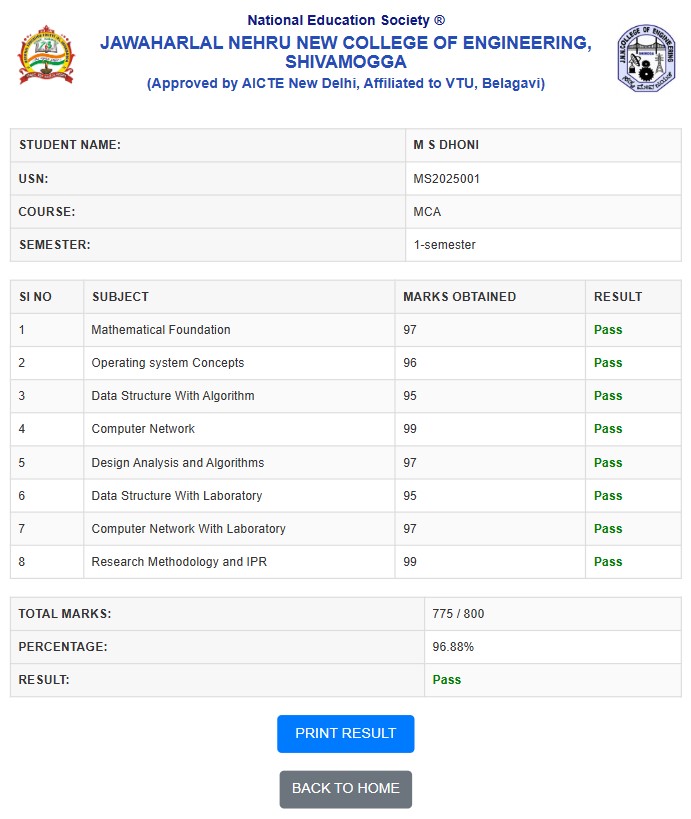 National Education Society ®
JAWAHARLAL NEHRU NEW COLLEGE OF ENGINEERING,
SHIVAMOGGA
(Approved by AICTE New Delhi, Affiliated to VTU, Belagavi)
STUDENT NAME: M S DHONI
USN: MS2025001
COURSE: MCA
SEMESTER: 1-semester
SI NO SUBJECT MARKS OBTAINED RESULT
1 Mathematical Foundation 97 Pass
2 Operating system Concepts 96 Pass
3 Data Structure With Algorithm 95 Pass
4 Computer Network 99 Pass
5 Design Analysis and Algorithms 97 Pass
6 Data Structure With Laboratory 95 Pass
7 Computer Network With Laboratory 97 Pass
8 Research Methodology and IPR 99 Pass
TOTAL MARKS: 775 / 800
PERCENTAGE: 96.88%
RESULT: Pass
PRINT RESULT
BACK TO HOME